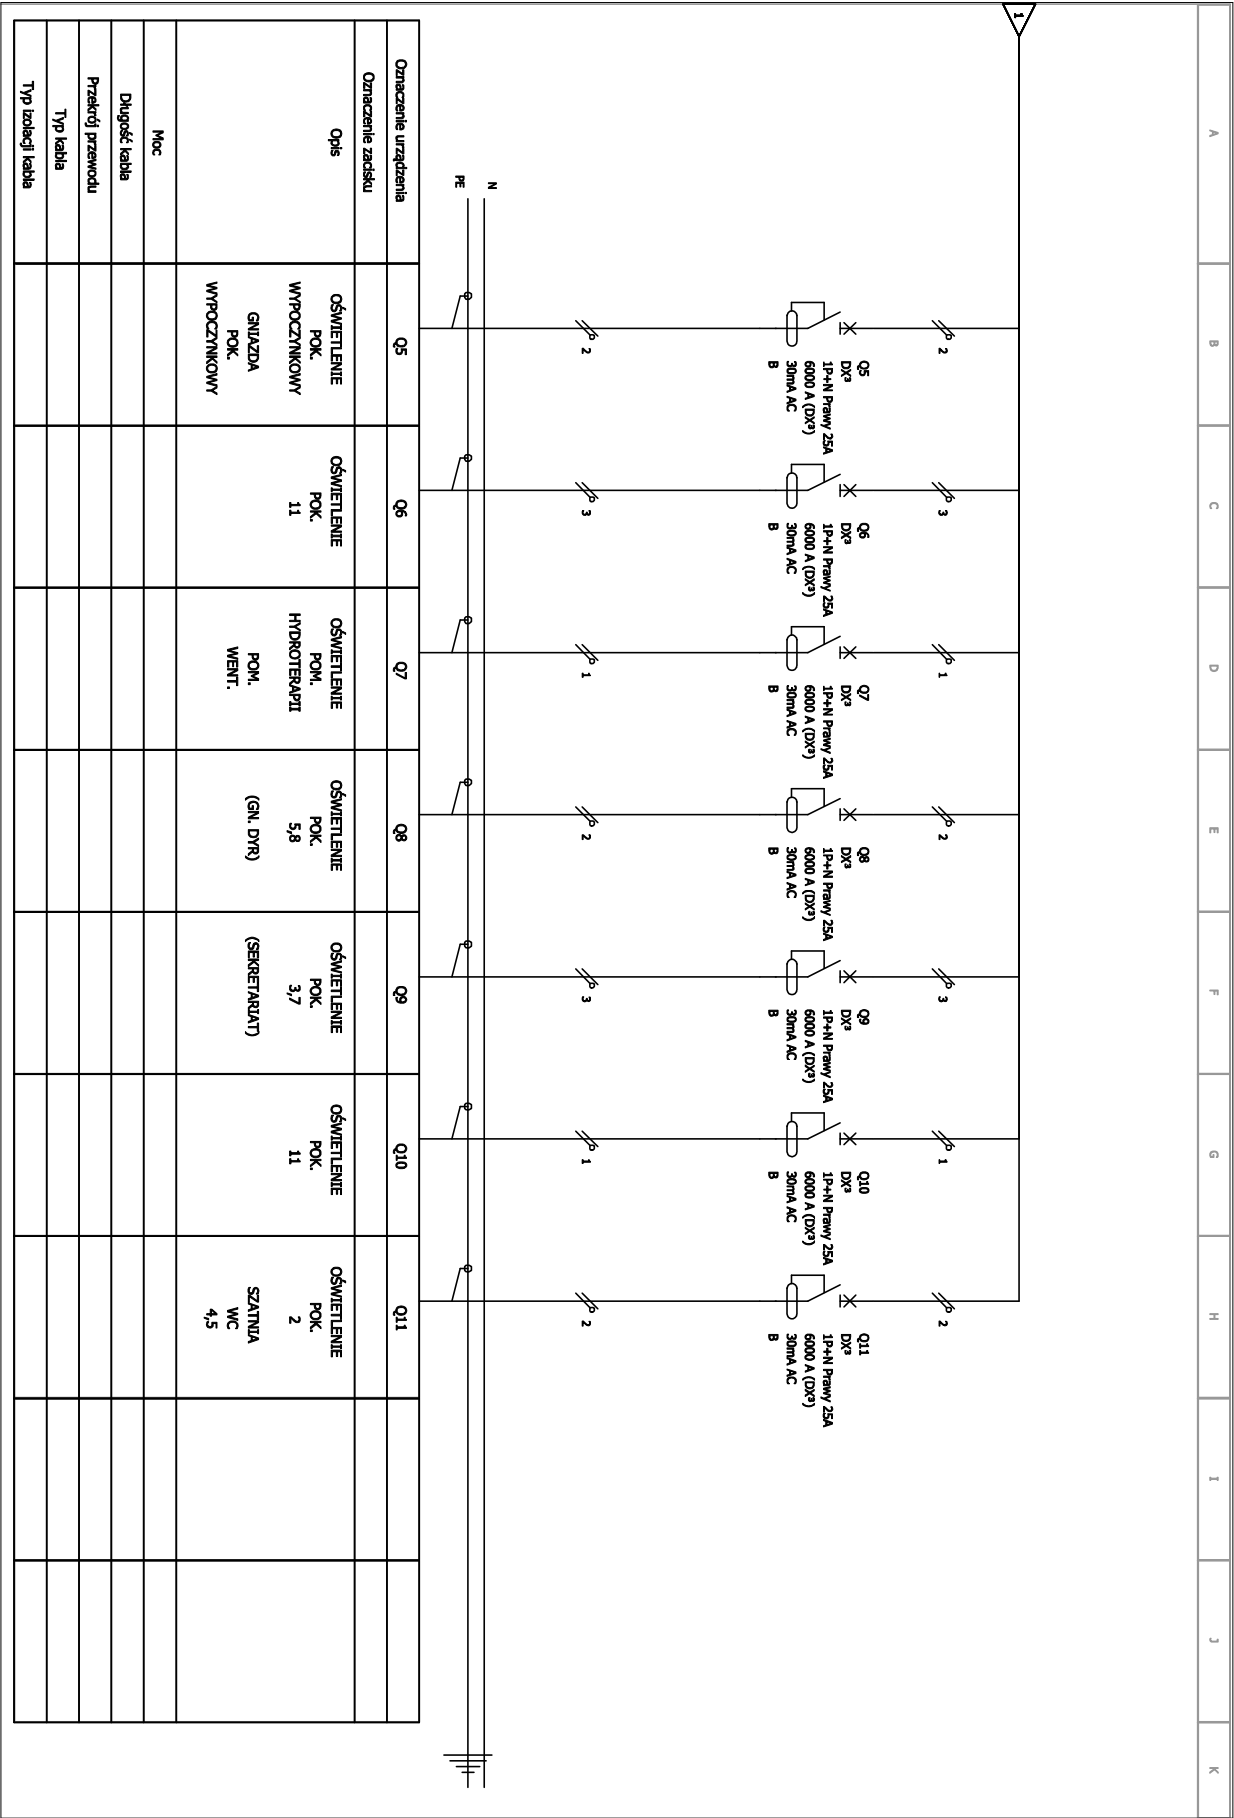 A
B
C
D
E
F
G
H
I
J
K
1
2
3
1
2
3
1
2
Q5
DX³
1P+N Prawy 25A
6000 A (DX³)
30mA AC
B
Q6
DX³
1P+N Prawy 25A
6000 A (DX³)
30mA AC
B
Q7
DX³
1P+N Prawy 25A
6000 A (DX³)
30mA AC
B
Q8
DX³
1P+N Prawy 25A
6000 A (DX³)
30mA AC
B
Q9
DX³
1P+N Prawy 25A
6000 A (DX³)
30mA AC
B
Q10
DX³
1P+N Prawy 25A
6000 A (DX³)
30mA AC
B
Q11
DX³
1P+N Prawy 25A
6000 A (DX³)
30mA AC
B
2
3
1
2
3
1
2
N
PE
Oznaczenie urządzenia
Q5
Q6
Q7
Q8
Q9
Q10
Q11
Oznaczenie zacisku
Opis
OŚWIETLENIE
POK.
WYPOCZYNKOWY
GNIAZDA
POK.
WYPOCZYNKOWY
OŚWIETLENIE
POK.
11
OŚWIETLENIE
POM.
HYDROTERAPII
POM.
WENT.
OŚWIETLENIE
POK.
5,8
(GN. DYR)
OŚWIETLENIE
POK.
3,7
(SEKRETARIAT)
OŚWIETLENIE
POK.
11
OŚWIETLENIE
POK.
2
SZATNIA
WC
4,5
Moc
Długość kabla
Przekrój przewodu
Typ kabla
Typ izolacji kabla